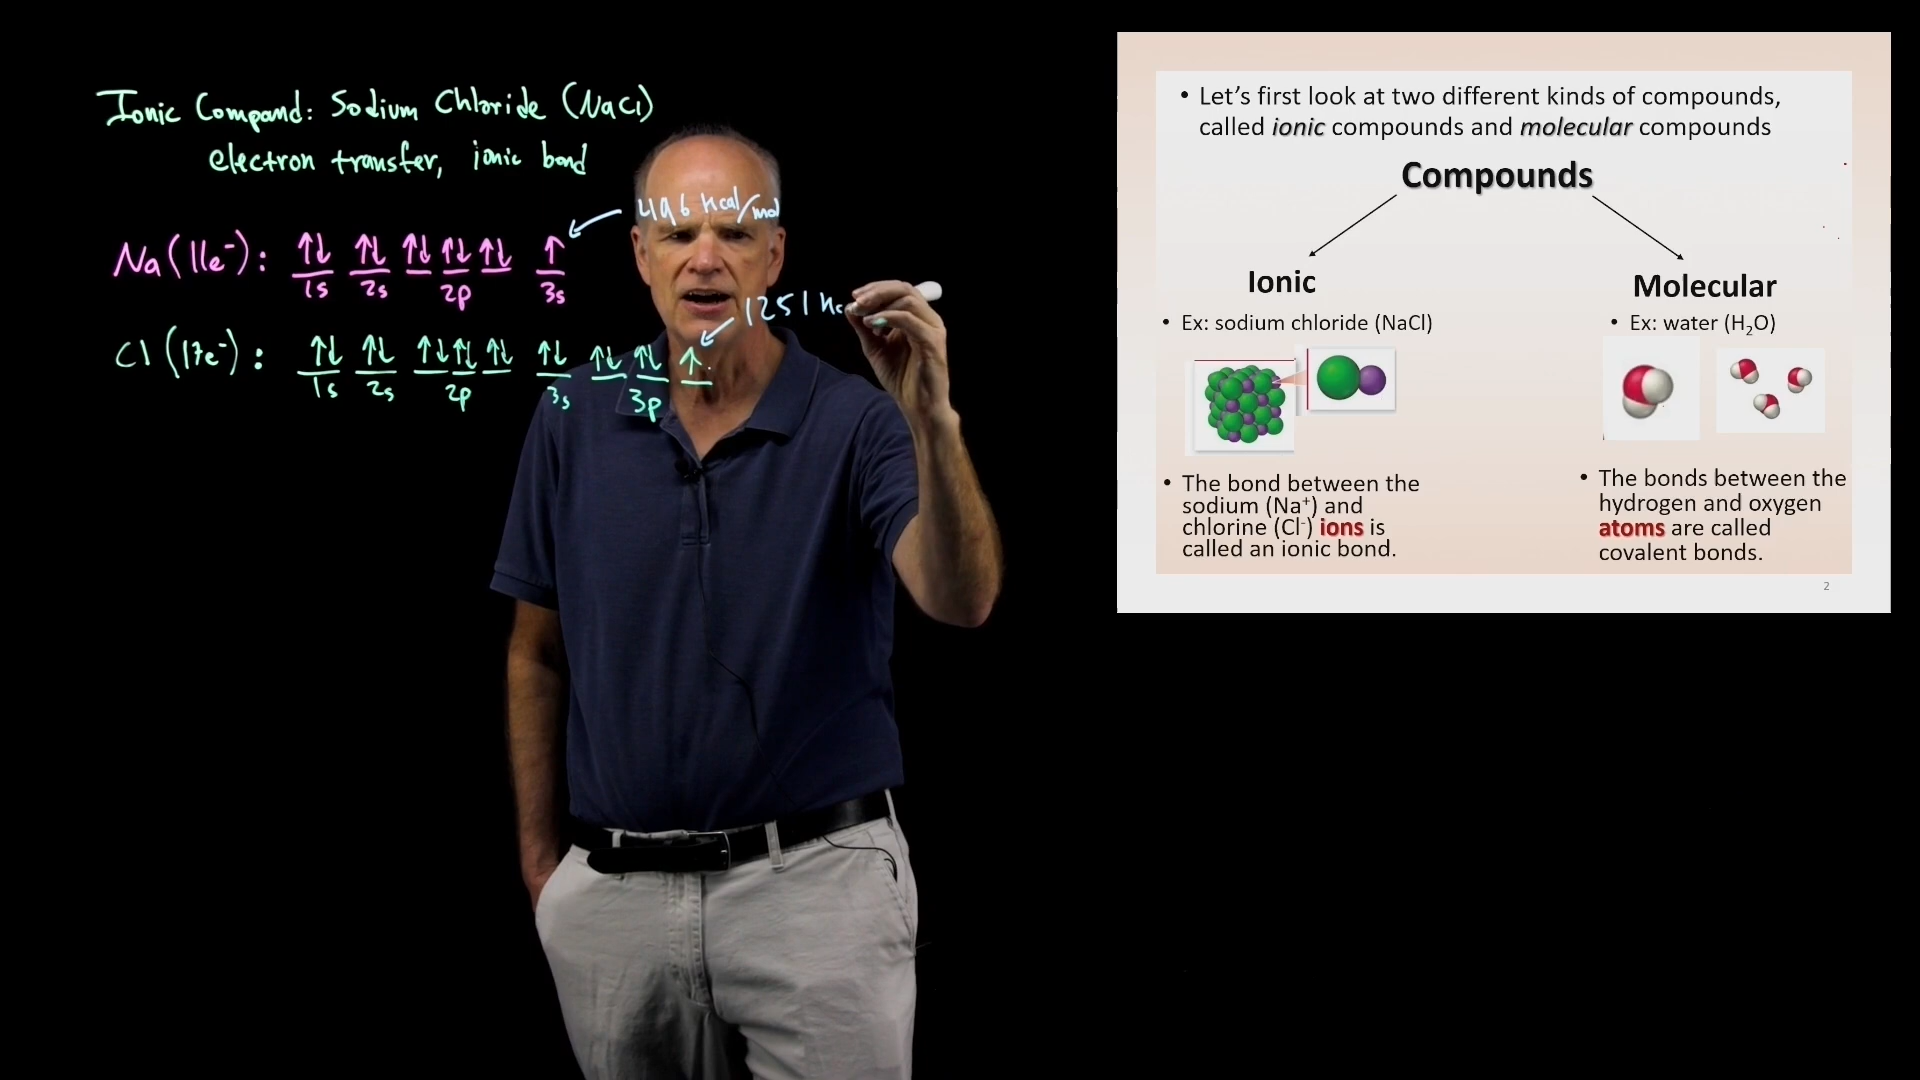 Ionic Compound: Sodium Chloride (NaCl)
electron transfer, ionic bond
496 kcal/mol
Na (11e⁻): ↑↓ ↑↓ ↑↓ ↑↓ ↑↓ ↑
1s 2s 2p 3s
1251 kc
Cl (17e⁻): ↑↓ ↑↓ ↑↓ ↑↓ ↑↓ ↑↓ ↑↓ ↑↓ ↑
1s 2s 2p 3s 3p
• Let's first look at two different kinds of compounds,
called ionic compounds and molecular compounds
Compounds
Ionic
• Ex: sodium chloride (NaCl)
• The bond between the
sodium (Na⁺) and
chlorine (Cl⁻) ions is
called an ionic bond.
Molecular
• Ex: water (H₂O)
• The bonds between the
hydrogen and oxygen
atoms are called
covalent bonds.
2